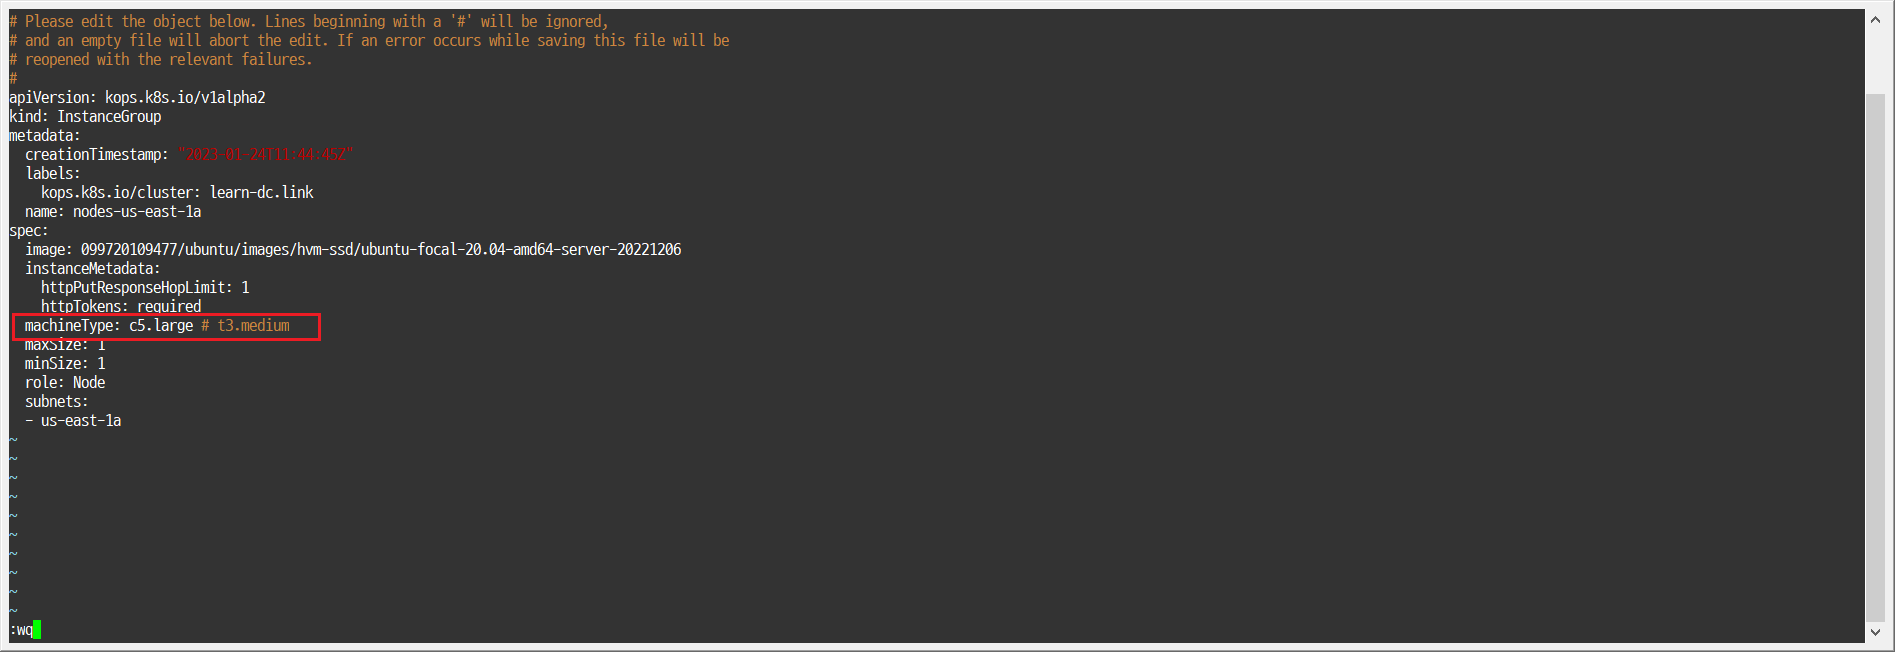 # Please edit the object below. Lines beginning with a '#' will be ignored,
# and an empty file will abort the edit. If an error occurs while saving this file will be
# reopened with the relevant failures.
#
apiVersion: kops.k8s.io/v1alpha2
kind: InstanceGroup
metadata:
  creationTimestamp: "2023-01-24T11:44:45Z"
  labels:
    kops.k8s.io/cluster: learn-dc.link
  name: nodes-us-east-1a
spec:
  image: 099720109477/ubuntu/images/hvm-ssd/ubuntu-focal-20.04-amd64-server-20221206
  instanceMetadata:
    httpPutResponseHopLimit: 1
    httpTokens: required
  machineType: c5.large # t3.medium
  maxSize: 1
  minSize: 1
  role: Node
  subnets:
  - us-east-1a
~
~
~
~
~
~
~
~
~
~
:wq